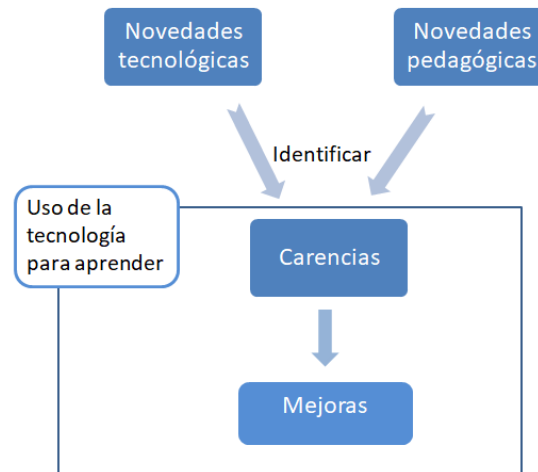 Novedades
tecnológicas
Novedades
pedagógicas
Identificar
Uso de la
tecnología
para aprender
Carencias
Mejoras